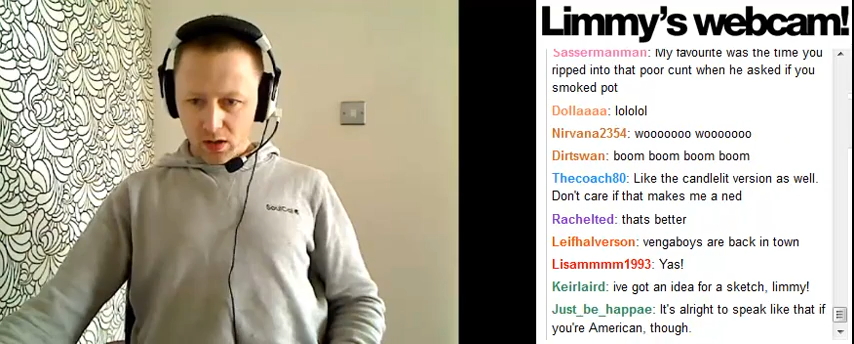 Limmy's webcam!
Sassermanman: My favourite was the time you
ripped into that poor cunt when he asked if you
smoked pot
Dollaaaa: lololol
Nirvana2354: wooooooo wooooooo
Dirtswan: boom boom boom boom
Thecoach80: Like the candlelit version as well.
Don't care if that makes me a ned
Rachelted: thats better
Leifhalverson: vengaboys are back in town
Lisammmm1993: Yas!
Keirlaird: ive got an idea for a sketch, limmy!
Just_be_happae: It's alright to speak like that if
you're American, though.